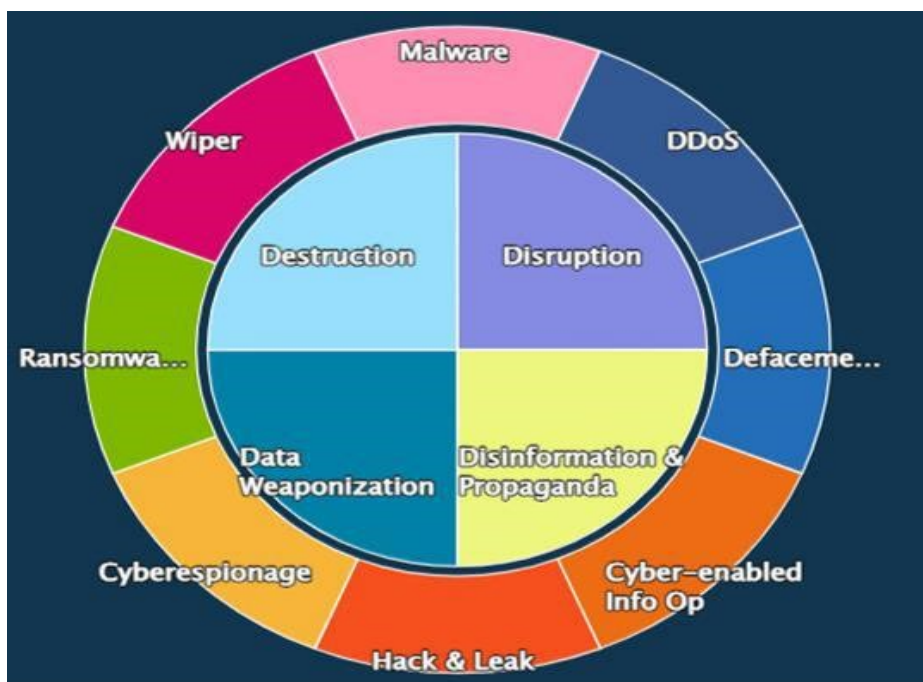 Malware
Wiper
DDoS
Destruction
Disruption
Ransomwa...
Defaceme...
Data
Weaponization
Disinformation &
Propaganda
Cyberespionage
Cyber-enabled
Info Op
Hack & Leak